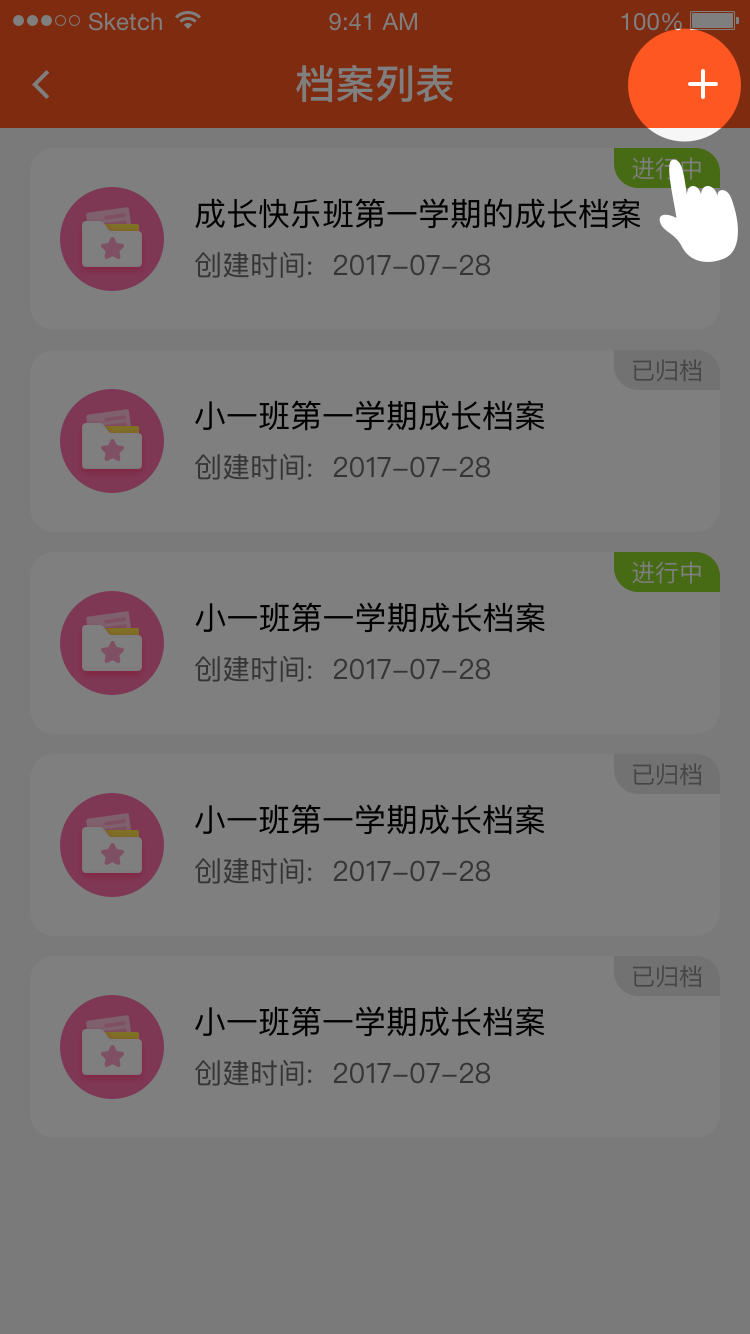 Sketch 9:41 AM 100%
档案列表
进行中
成长快乐班第一学期的成长档案
创建时间: 2017-07-28
已归档
小一班第一学期成长档案
创建时间: 2017-07-28
进行中
小一班第一学期成长档案
创建时间: 2017-07-28
已归档
小一班第一学期成长档案
创建时间: 2017-07-28
已归档
小一班第一学期成长档案
创建时间: 2017-07-28